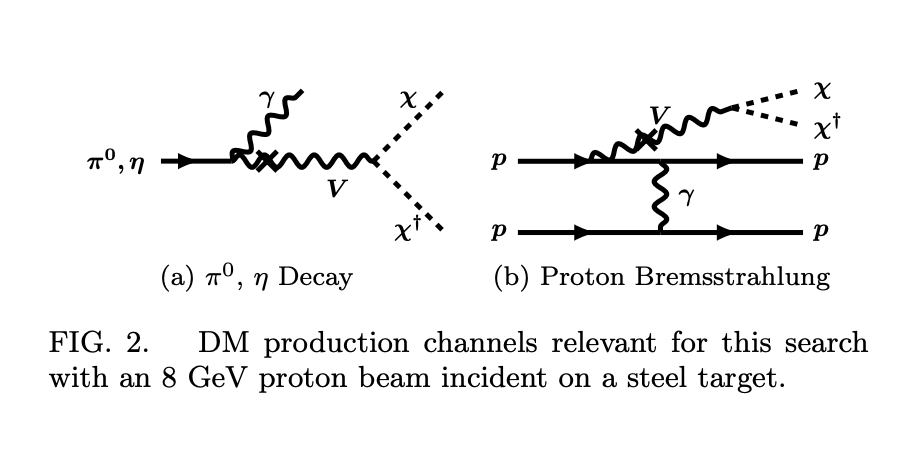 γ
χ
π⁰, η
V
χ†
(a) π⁰, η Decay
V
χ
χ†
p
p
γ
p
p
(b) Proton Bremsstrahlung
FIG. 2. DM production channels relevant for this search
with an 8 GeV proton beam incident on a steel target.